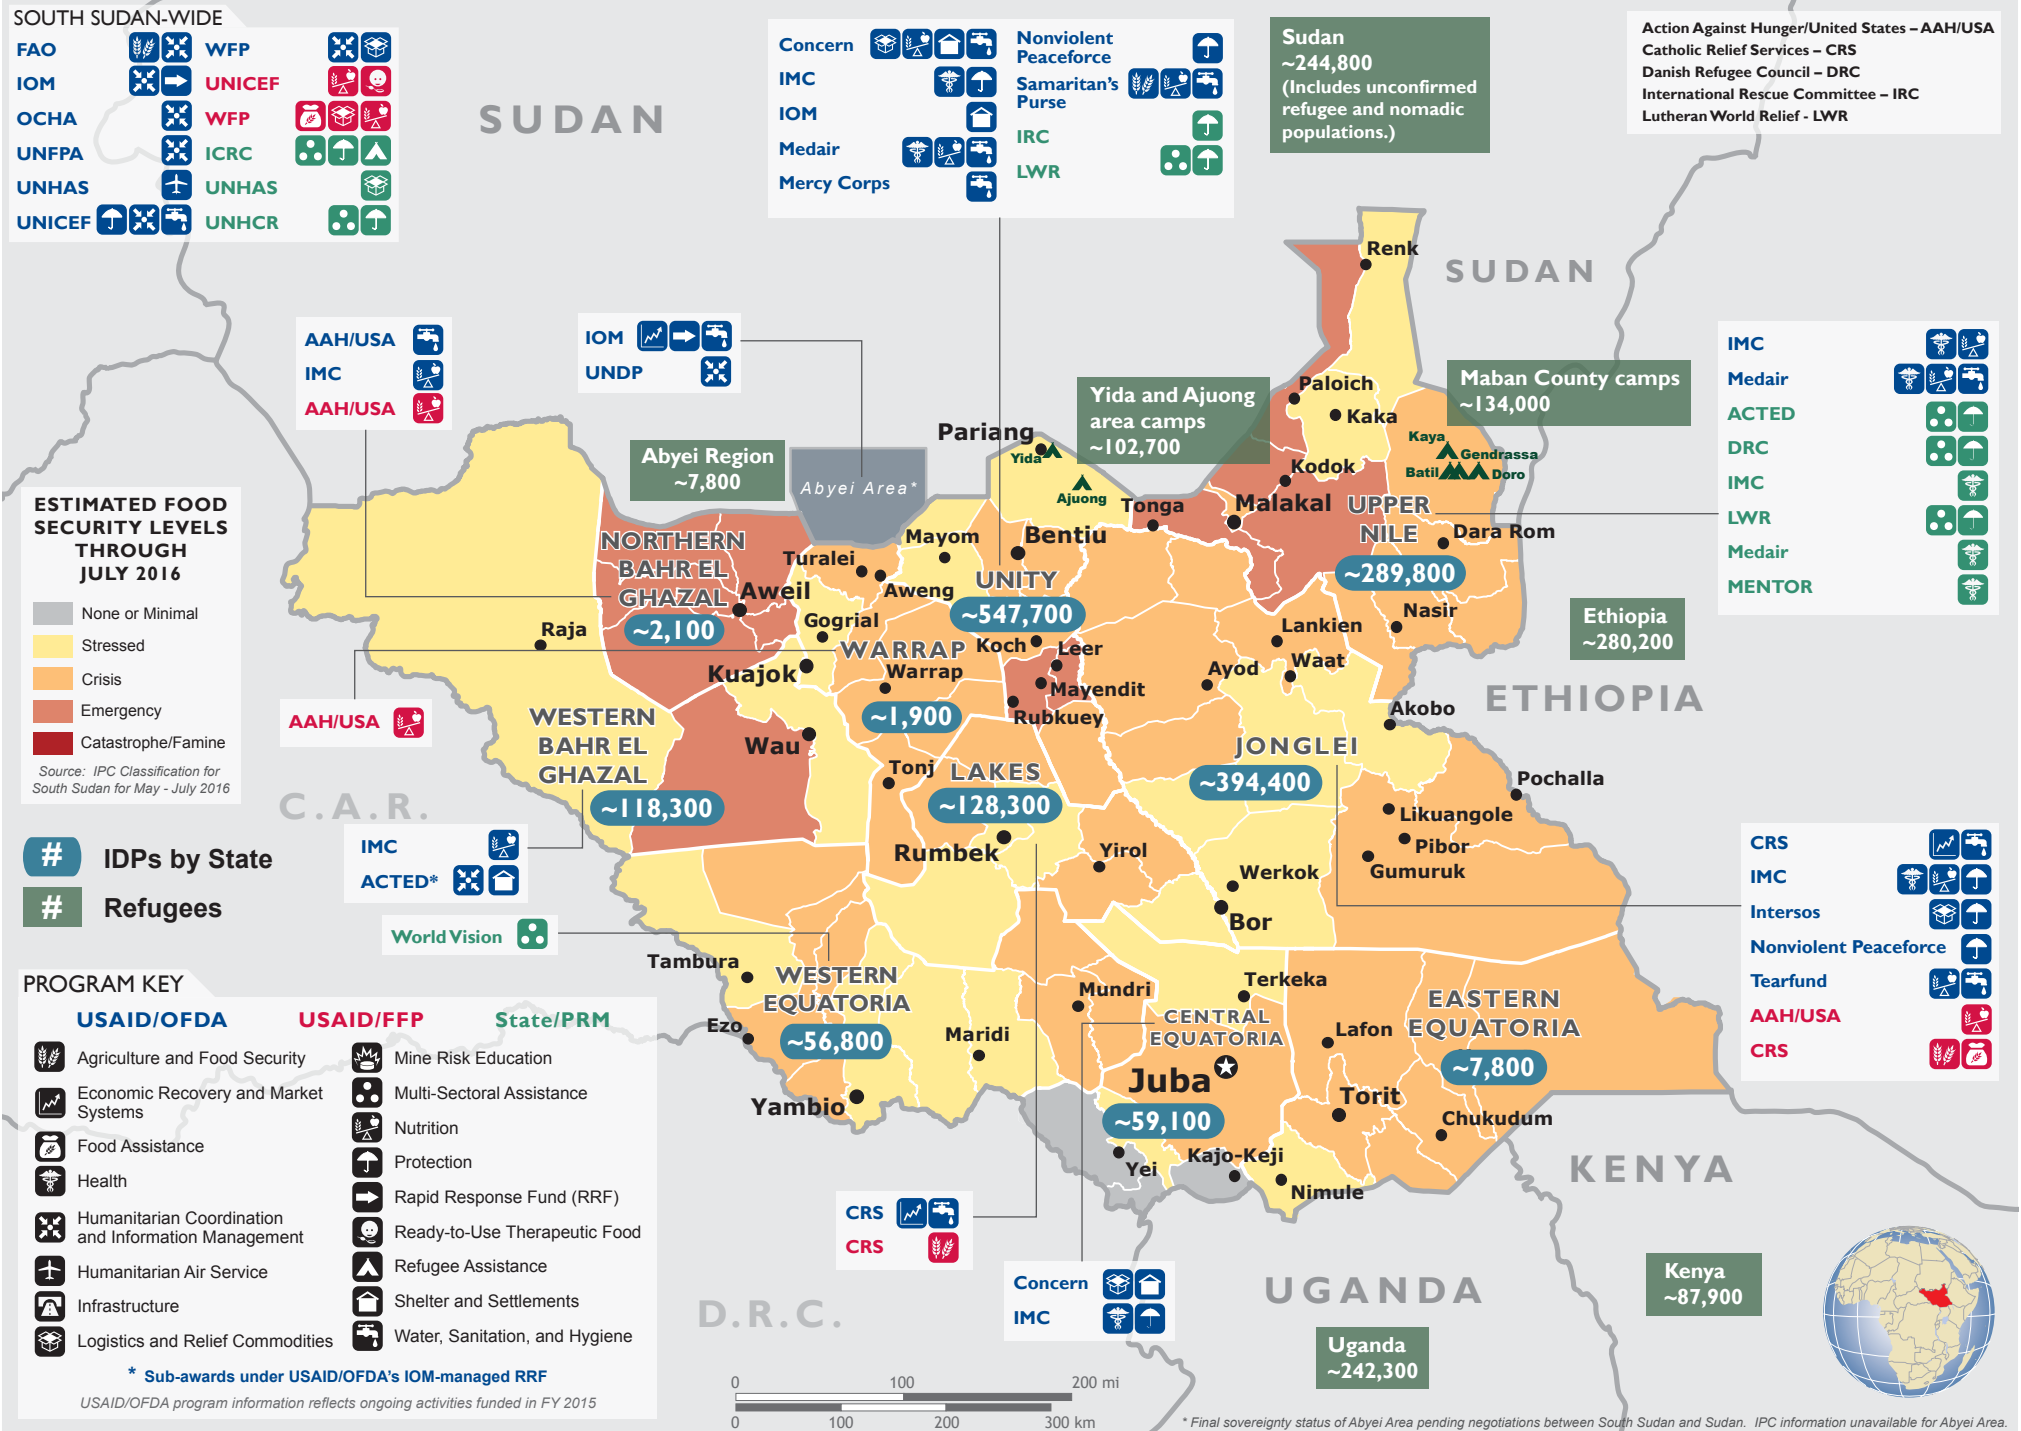 SOUTH SUDAN-WIDE
FAO
IOM
OCHA
UNFPA
UNHAS
UNICEF
WFP
UNICEF
WFP
ICRC
UNHAS
UNHCR
Concern
IMC
IOM
Medair
Mercy Corps
Nonviolent
Peaceforce
Samaritan's
Purse
IRC
LWR
Sudan
~244,800
(Includes unconfirmed
refugee and nomadic
populations.)
Action Against Hunger/United States – AAH/USA
Catholic Relief Services – CRS
Danish Refugee Council – DRC
International Rescue Committee – IRC
Lutheran World Relief - LWR
SUDAN
SUDAN
AAH/USA
IMC
AAH/USA
IOM
UNDP
Abyei Region
~7,800
Abyei Area*
Yida and Ajuong
area camps
~102,700
Maban County camps
~134,000
IMC
Medair
ACTED
DRC
IMC
LWR
Medair
MENTOR
Renk
Paloich
Kaka
Kaya
Gendrassa
Batil
Doro
Pariang
Yida
Ajuong
Kodok
Tonga
Malakal
UPPER
NILE
~289,800
Dara Rom
Nasir
ESTIMATED FOOD
SECURITY LEVELS
THROUGH
JULY 2016
None or Minimal
Stressed
Crisis
Emergency
Catastrophe/Famine
Source: IPC Classification for
South Sudan for May - July 2016
NORTHERN
BAHR EL
GHAZAL
~2,100
Aweil
Raja
Turalei
Mayom
Aweng
Bentiu
UNITY
~547,700
Gogrial
WARRAP
Kuajok
Warrap
~1,900
Koch
Leer
Mayendit
Rubkuey
Lankien
Waat
Ayod
Akobo
Ethiopia
~280,200
ETHIOPIA
AAH/USA
WESTERN
BAHR EL
GHAZAL
~118,300
Wau
Tonj
LAKES
~128,300
Rumbek
Yirol
JONGLEI
~394,400
Pochalla
Likuangole
Pibor
Gumuruk
Werkok
Bor
C.A.R.
# IDPs by State
# Refugees
IMC
ACTED*
World Vision
CRS
IMC
Intersos
Nonviolent Peaceforce
Tearfund
AAH/USA
CRS
Tambura
WESTERN
EQUATORIA
~56,800
Ezo
Maridi
Yambio
Mundri
Terkeka
CENTRAL
EQUATORIA
Juba
~59,100
Yei
Kajo-Keji
Nimule
Lafon
EASTERN
EQUATORIA
~7,800
Torit
Chukudum
KENYA
PROGRAM KEY
USAID/OFDA
USAID/FFP
State/PRM
Agriculture and Food Security
Economic Recovery and Market
Systems
Food Assistance
Health
Humanitarian Coordination
and Information Management
Humanitarian Air Service
Infrastructure
Logistics and Relief Commodities
Mine Risk Education
Multi-Sectoral Assistance
Nutrition
Protection
Rapid Response Fund (RRF)
Ready-to-Use Therapeutic Food
Refugee Assistance
Shelter and Settlements
Water, Sanitation, and Hygiene
* Sub-awards under USAID/OFDA's IOM-managed RRF
USAID/OFDA program information reflects ongoing activities funded in FY 2015
CRS
CRS
Concern
IMC
D.R.C.
UGANDA
Uganda
~242,300
Kenya
~87,900
0 100 200 mi
0 100 200 300 km
* Final sovereignty status of Abyei Area pending negotiations between South Sudan and Sudan. IPC information unavailable for Abyei Area.